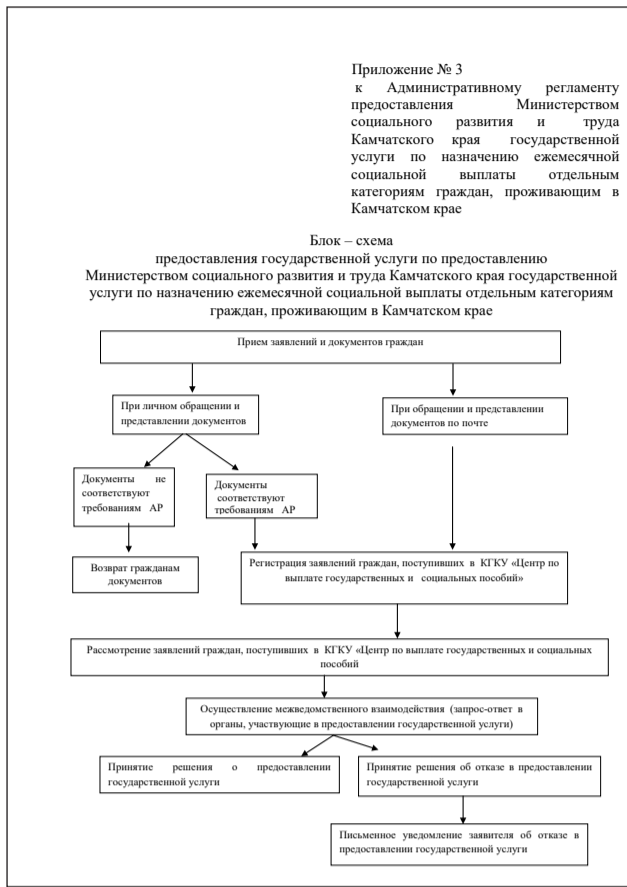 Приложение № 3
к Административному регламенту
предоставления Министерством
социального развития и труда
Камчатского края государственной
услуги по назначению ежемесячной
социальной выплаты отдельным
категориям граждан, проживающим в
Камчатском крае
Блок – схема
предоставления государственной услуги по предоставлению
Министерством социального развития и труда Камчатского края государственной
услуги по назначению ежемесячной социальной выплаты отдельным категориям
граждан, проживающим в Камчатском крае
Прием заявлений и документов граждан
При личном обращении и
представлении документов
При обращении и представлении
документов по почте
Документы не
соответствуют
требованиям АР
Документы
соответствуют
требованиям АР
Возврат гражданам
документов
Регистрация заявлений граждан, поступивших в КГКУ «Центр по
выплате государственных и социальных пособий»
Рассмотрение заявлений граждан, поступивших в КГКУ «Центр по выплате государственных и социальных
пособий
Осуществление межведомственного взаимодействия (запрос-ответ в
органы, участвующие в предоставлении государственной услуги)
Принятие решения о предоставлении
государственной услуги
Принятие решения об отказе в предоставлении
государственной услуги
Письменное уведомление заявителя об отказе в
предоставлении государственной услуги